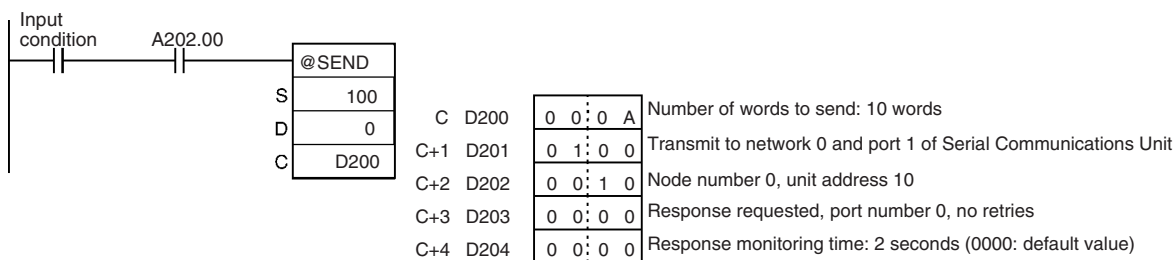 Input
condition
A202.00
@SEND
S 100
D 0
C D200
C D200 0 0 0 A Number of words to send: 10 words
C+1 D201 0 1 0 0 Transmit to network 0 and port 1 of Serial Communications Unit
C+2 D202 0 0 1 0 Node number 0, unit address 10
C+3 D203 0 0 0 0 Response requested, port number 0, no retries
C+4 D204 0 0 0 0 Response monitoring time: 2 seconds (0000: default value)